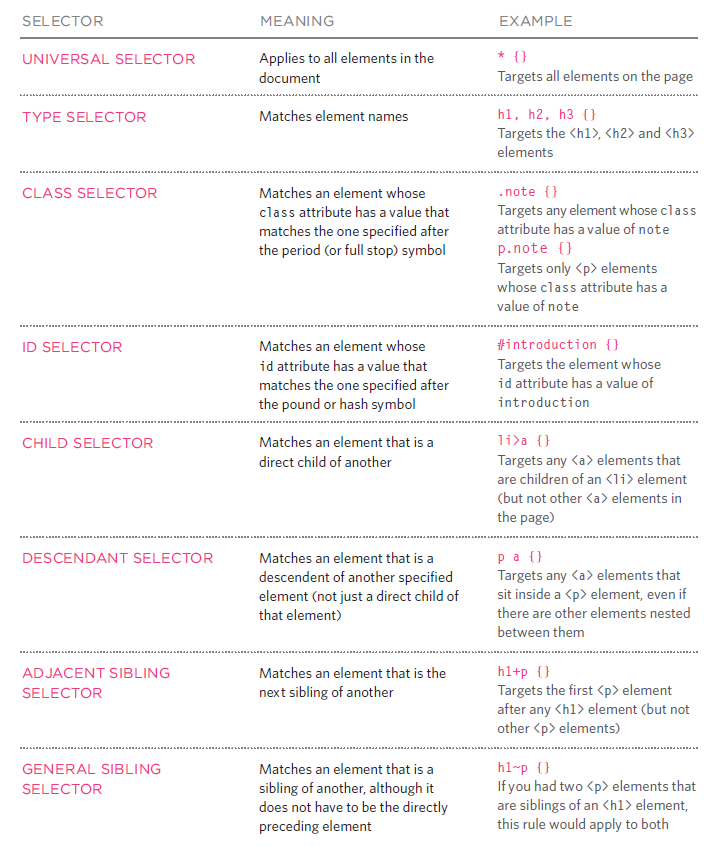 SELECTOR MEANING EXAMPLE
UNIVERSAL SELECTOR
Applies to all elements in the
document
* {}
Targets all elements on the page
TYPE SELECTOR
Matches element names
h1, h2, h3 {}
Targets the <h1>, <h2> and <h3>
elements
CLASS SELECTOR
Matches an element whose
class attribute has a value that
matches the one specified after
the period (or full stop) symbol
.note {}
Targets any element whose class
attribute has a value of note
p.note {}
Targets only <p> elements
whose class attribute has a
value of note
ID SELECTOR
Matches an element whose
id attribute has a value that
matches the one specified after
the pound or hash symbol
#introduction {}
Targets the element whose
id attribute has a value of
introduction
CHILD SELECTOR
Matches an element that is a
direct child of another
li>a {}
Targets any <a> elements that
are children of an <li> element
(but not other <a> elements in
the page)
DESCENDANT SELECTOR
Matches an element that is a
descendent of another specified
element (not just a direct child of
that element)
p a {}
Targets any <a> elements that
sit inside a <p> element, even if
there are other elements nested
between them
ADJACENT SIBLING
SELECTOR
Matches an element that is the
next sibling of another
h1+p {}
Targets the first <p> element
after any <h1> element (but not
other <p> elements)
GENERAL SIBLING
SELECTOR
Matches an element that is a
sibling of another, although it
does not have to be the directly
preceding element
h1~p {}
If you had two <p> elements that
are siblings of an <h1> element,
this rule would apply to both